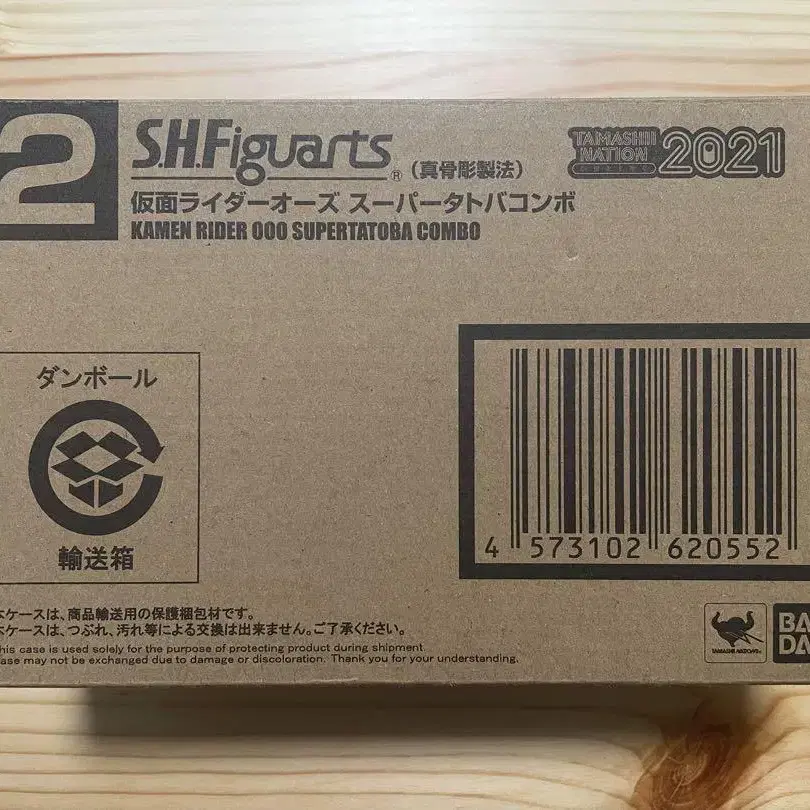 2
S.H.Figuarts® (真骨彫製法)
TAMASHII NATION 2021
仮面ライダーオーズ スーパータトバコンボ
KAMEN RIDER OOO SUPERTATOBA COMBO
ダンボール
輸送箱
4 573102 620552
本ケースは、商品輸送用の保護梱包材です。
本ケースは、つぶれ、汚れ等による交換は出来ません。ご了承ください。
his case is used solely for the purpose of protecting product during shipment.
ase may not be exchanged due to damage or discoloration. Thank you for your understanding.
TAMASHII NATIONS
BA
DA